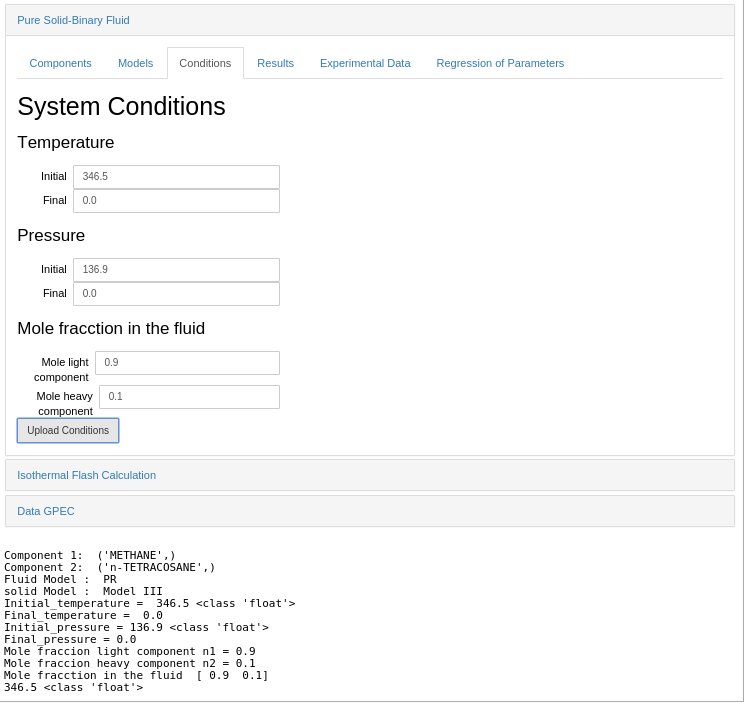 Pure Solid-Binary Fluid
Components Models Conditions Results Experimental Data Regression of Parameters
System Conditions
Temperature
Initial 346.5
Final 0.0
Pressure
Initial 136.9
Final 0.0
Mole fracction in the fluid
Mole light component 0.9
Mole heavy component 0.1
Upload Conditions
Isothermal Flash Calculation
Data GPEC
Component 1:  ('METHANE',)
Component 2:  ('n-TETRACOSANE',)
Fluid Model :  PR
solid Model :  Model III
Initial_temperature =  346.5 <class 'float'>
Final_temperature =  0.0
Initial_pressure = 136.9 <class 'float'>
Final_pressure = 0.0
Mole fraccion light component n1 = 0.9
Mole fraccion heavy component n2 = 0.1
Mole fracction in the fluid  [ 0.9  0.1]
346.5 <class 'float'>